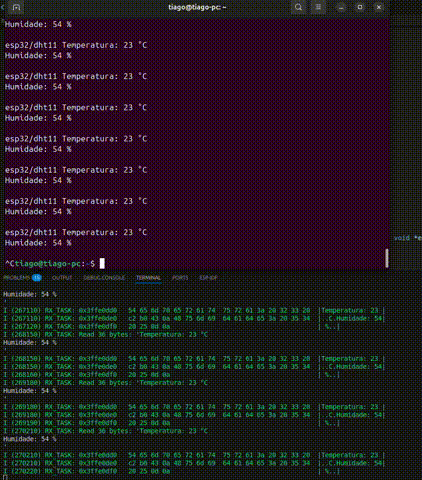 tiago@tiago-pc: ~
Humidade: 54 %
esp32/dht11 Temperatura: 23 °C
Humidade: 54 %
esp32/dht11 Temperatura: 23 °C
Humidade: 54 %
esp32/dht11 Temperatura: 23 °C
Humidade: 54 %
esp32/dht11 Temperatura: 23 °C
Humidade: 54 %
esp32/dht11 Temperatura: 23 °C
Humidade: 54 %
esp32/dht11 Temperatura: 23 °C
Humidade: 54 %
esp32/dht11 Temperatura: 23 °C
Humidade: 54 %
void *e
^Ctiago@tiago-pc:~$
PROBLEMS 15 OUTPUT DEBUG CONSOLE TERMINAL PORTS ESP-IDF
Humidade: 54 %
'
I (267110) RX_TASK: 0x3ffe0dd0 54 65 6d 70 65 72 61 74 75 72 61 3a 20 32 33 20 |Temperatura: 23 |
I (267110) RX_TASK: 0x3ffe0de0 c2 b0 43 0a 48 75 6d 69 64 61 64 65 3a 20 35 34 |..C.Humidade: 54|
I (267110) RX_TASK: 0x3ffe0df0 20 25 0d 0a | %..|
I (268150) RX_TASK: Read 36 bytes: 'Temperatura: 23 °C
Humidade: 54 %
'
I (268150) RX_TASK: 0x3ffe0dd0 54 65 6d 70 65 72 61 74 75 72 61 3a 20 32 33 20 |Temperatura: 23 |
I (268150) RX_TASK: 0x3ffe0de0 c2 b0 43 0a 48 75 6d 69 64 61 64 65 3a 20 35 34 |..C.Humidade: 54|
I (268150) RX_TASK: 0x3ffe0df0 20 25 0d 0a | %..|
I (269180) RX_TASK: Read 36 bytes: 'Temperatura: 23 °C
Humidade: 54 %
'
I (269180) RX_TASK: 0x3ffe0dd0 54 65 6d 70 65 72 61 74 75 72 61 3a 20 32 33 20 |Temperatura: 23 |
I (269180) RX_TASK: 0x3ffe0de0 c2 b0 43 0a 48 75 6d 69 64 61 64 65 3a 20 35 34 |..C.Humidade: 54|
I (269190) RX_TASK: 0x3ffe0df0 20 25 0d 0a | %..|
I (270210) RX_TASK: Read 36 bytes: 'Temperatura: 23 °C
Humidade: 54 %
'
I (270210) RX_TASK: 0x3ffe0dd0 54 65 6d 70 65 72 61 74 75 72 61 3a 20 32 33 20 |Temperatura: 23 |
I (270210) RX_TASK: 0x3ffe0de0 c2 b0 43 0a 48 75 6d 69 64 61 64 65 3a 20 35 34 |..C.Humidade: 54|
I (270210) RX_TASK: 0x3ffe0df0 20 25 0d 0a | %..|